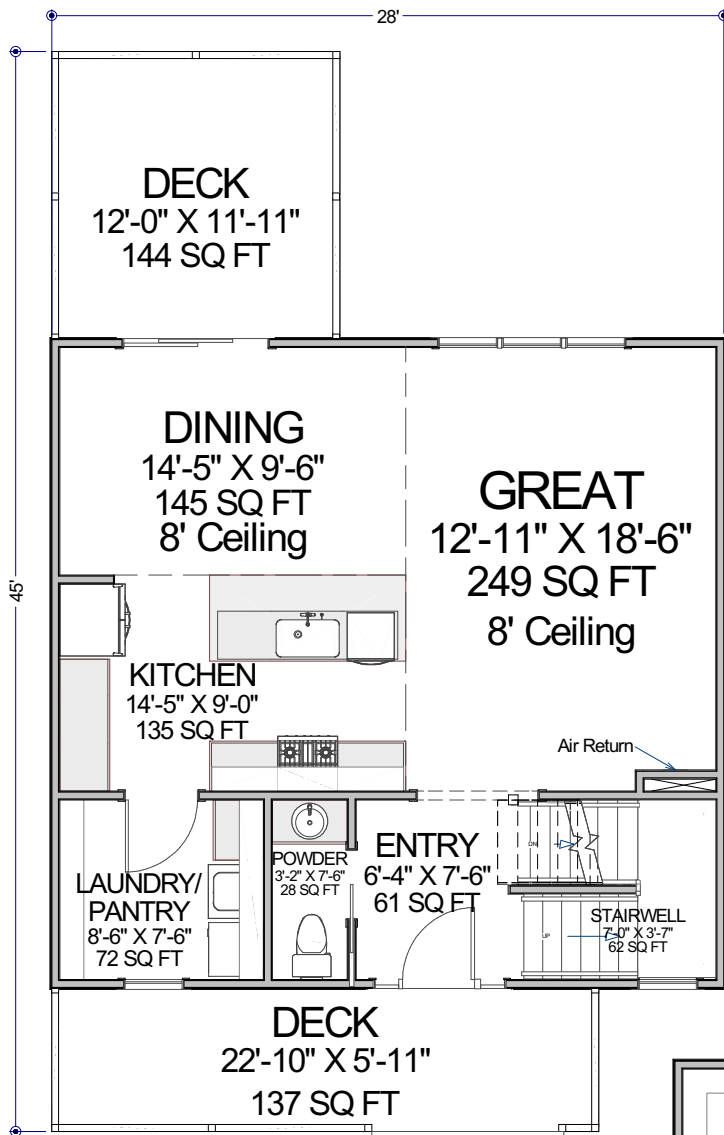 28'
45'
DECK
12'-0" X 11'-11"
144 SQ FT
DINING
14'-5" X 9'-6"
145 SQ FT
8' Ceiling
GREAT
12'-11" X 18'-6"
249 SQ FT
8' Ceiling
KITCHEN
14'-5" X 9'-0"
135 SQ FT
Air Return
LAUNDRY/
PANTRY
8'-6" X 7'-6"
72 SQ FT
POWDER
3'-2" X 7'-6"
28 SQ FT
ENTRY
6'-4" X 7'-6"
61 SQ FT
DN
UP
STAIRWELL
7'-0" X 3'-7"
62 SQ FT
DECK
22'-10" X 5'-11"
137 SQ FT